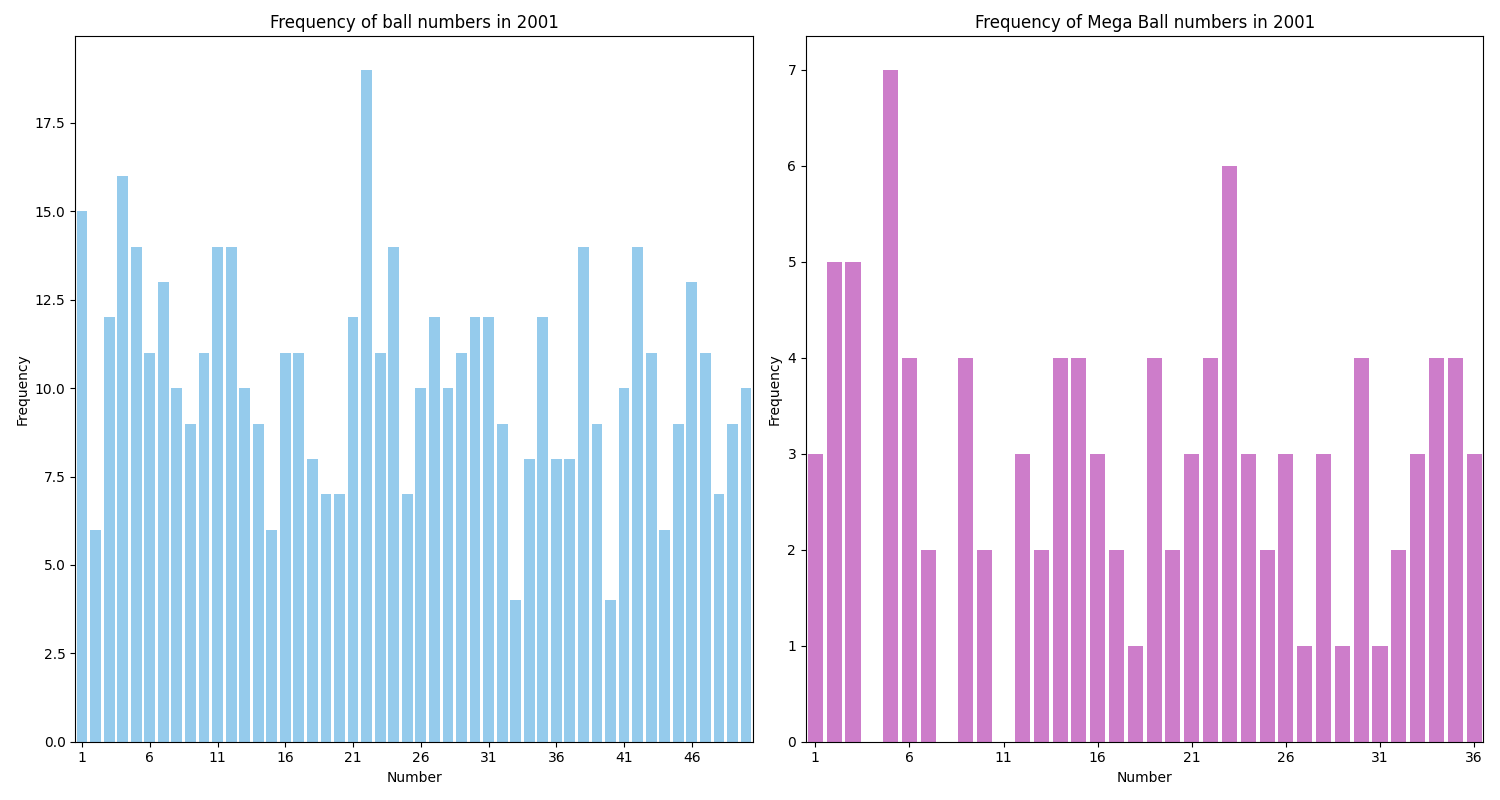 Frequency of ball numbers in 2001
17.5
15.0
12.5
10.0
7.5
5.0
2.5
0.0
Frequency
1 6 11 16 21 26 31 36 41 46
Number
Frequency of Mega Ball numbers in 2001
7
6
5
4
3
2
1
0
Frequency
1 6 11 16 21 26 31 36
Number